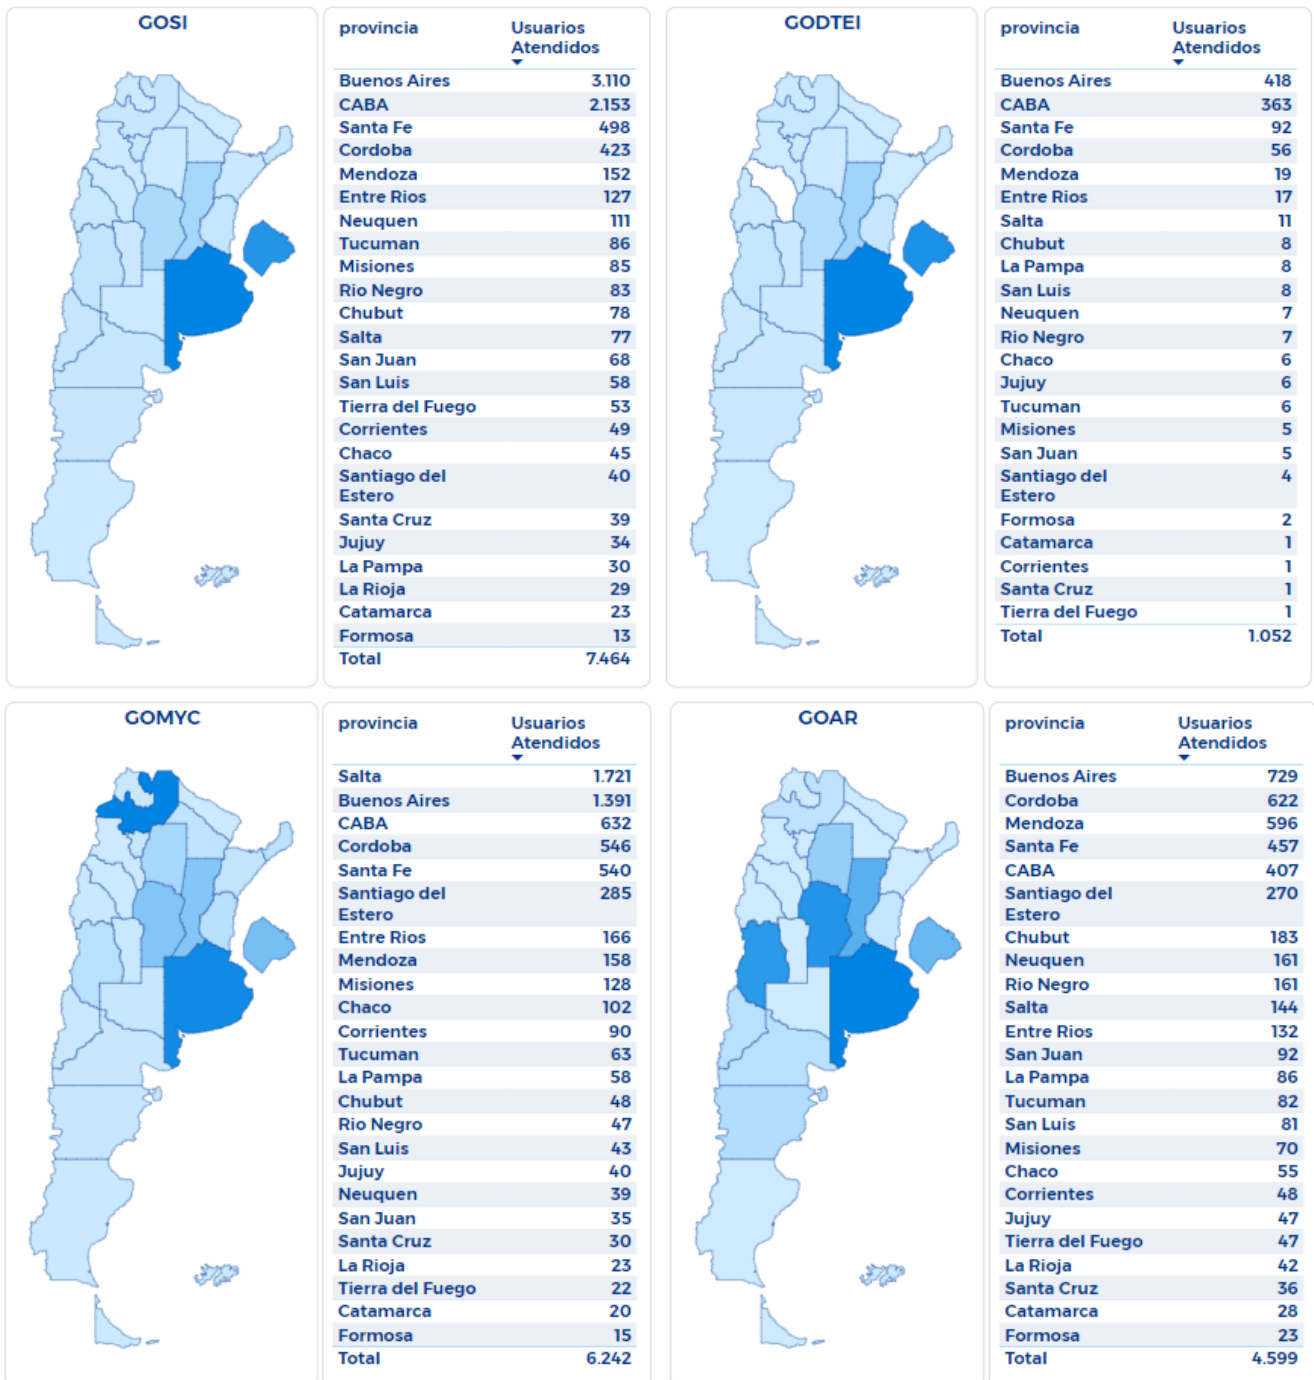 GOSI
provincia Usuarios
Atendidos
Buenos Aires 3.110
CABA 2.153
Santa Fe 498
Cordoba 423
Mendoza 152
Entre Rios 127
Neuquen 111
Tucuman 86
Misiones 85
Rio Negro 83
Chubut 78
Salta 77
San Juan 68
San Luis 58
Tierra del Fuego 53
Corrientes 49
Chaco 45
Santiago del 40
Estero
Santa Cruz 39
Jujuy 34
La Pampa 30
La Rioja 29
Catamarca 23
Formosa 13
Total 7.464
GODTEI
provincia Usuarios
Atendidos
Buenos Aires 418
CABA 363
Santa Fe 92
Cordoba 56
Mendoza 19
Entre Rios 17
Salta 11
Chubut 8
La Pampa 8
San Luis 8
Neuquen 7
Rio Negro 7
Chaco 6
Jujuy 6
Tucuman 6
Misiones 5
San Juan 5
Santiago del 4
Estero
Formosa 2
Catamarca 1
Corrientes 1
Santa Cruz 1
Tierra del Fuego 1
Total 1.052
GOMYC
provincia Usuarios
Atendidos
Salta 1.721
Buenos Aires 1.391
CABA 632
Cordoba 546
Santa Fe 540
Santiago del 285
Estero
Entre Rios 166
Mendoza 158
Misiones 128
Chaco 102
Corrientes 90
Tucuman 63
La Pampa 58
Chubut 48
Rio Negro 47
San Luis 43
Jujuy 40
Neuquen 39
San Juan 35
Santa Cruz 30
La Rioja 23
Tierra del Fuego 22
Catamarca 20
Formosa 15
Total 6.242
GOAR
provincia Usuarios
Atendidos
Buenos Aires 729
Cordoba 622
Mendoza 596
Santa Fe 457
CABA 407
Santiago del 270
Estero
Chubut 183
Neuquen 161
Rio Negro 161
Salta 144
Entre Rios 132
San Juan 92
La Pampa 86
Tucuman 82
San Luis 81
Misiones 70
Chaco 55
Corrientes 48
Jujuy 47
Tierra del Fuego 47
La Rioja 42
Santa Cruz 36
Catamarca 28
Formosa 23
Total 4.599